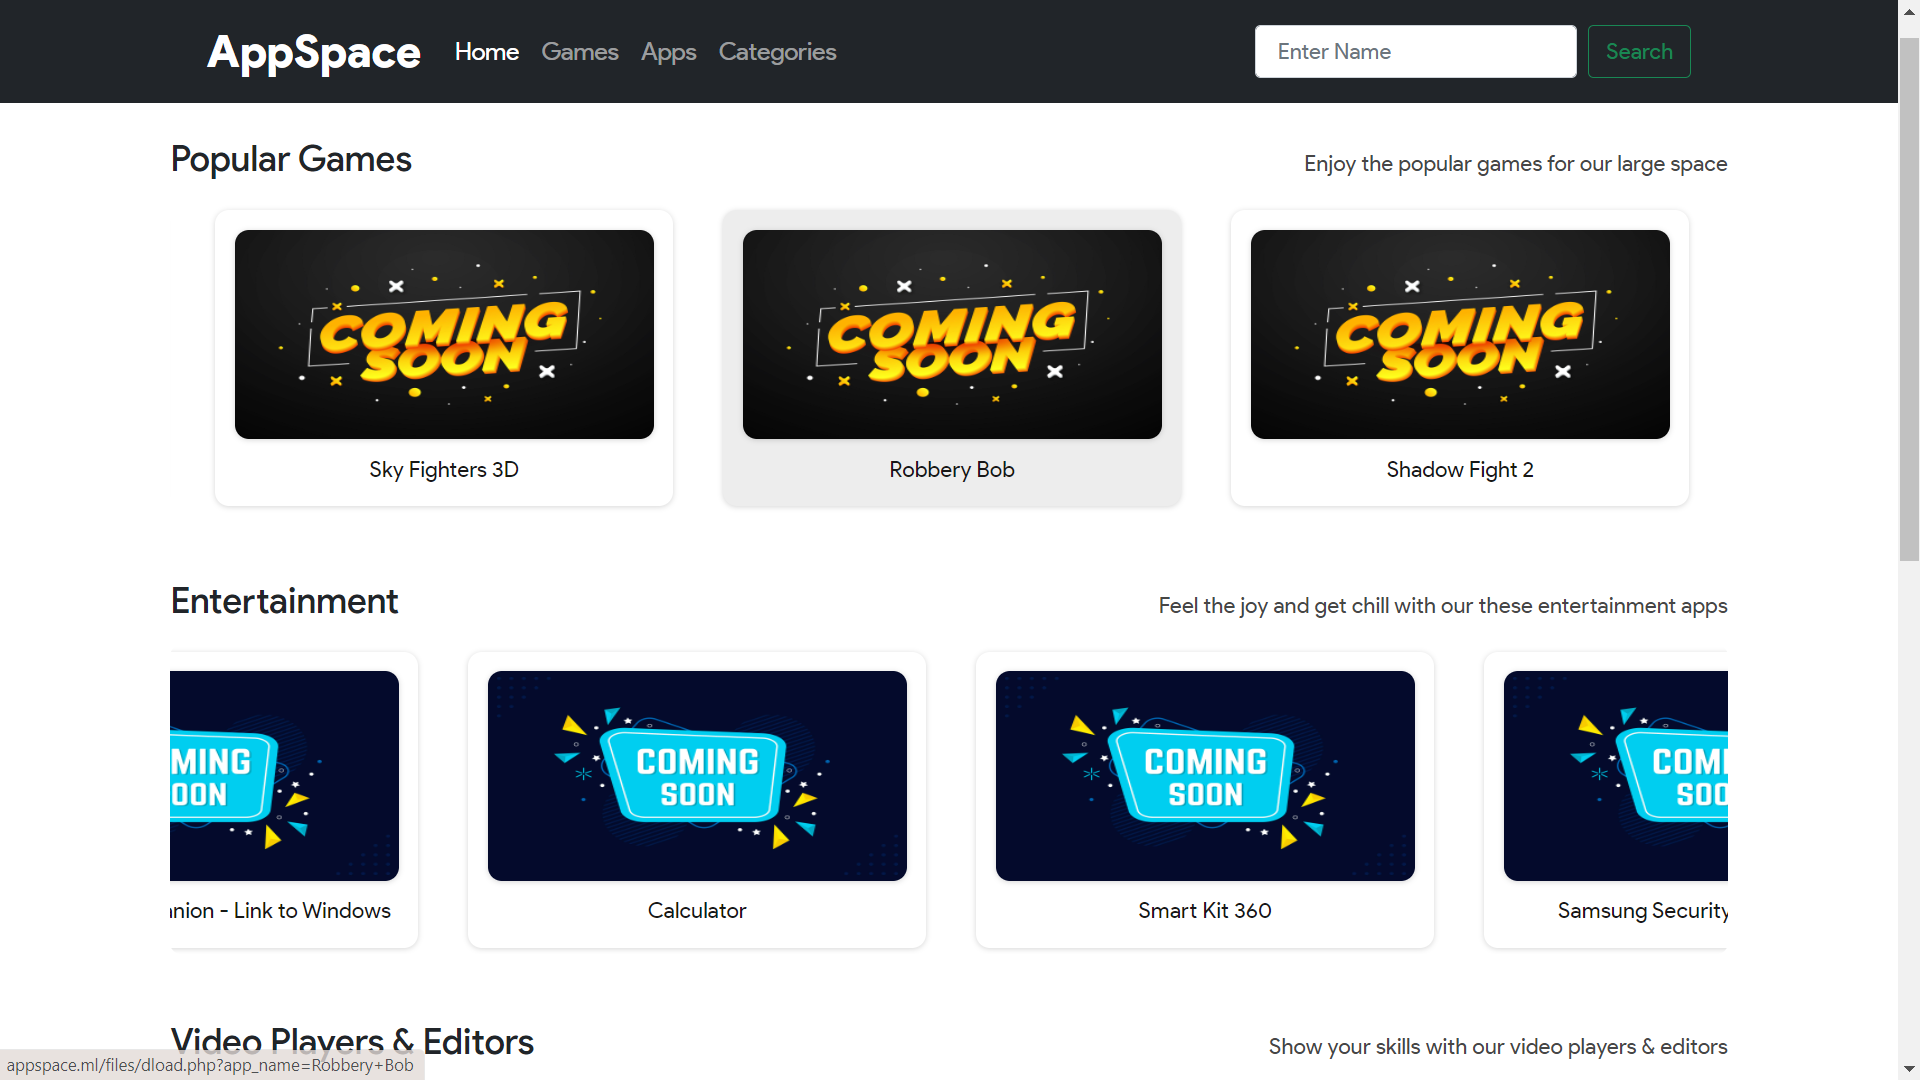 AppSpace Home Games Apps Categories Enter Name Search
Popular Games
Enjoy the popular games for our large space
COMING
SOON
COMING
SOON
COMING
SOON
Sky Fighters 3D
Robbery Bob
Shadow Fight 2
Entertainment
Feel the joy and get chill with our these entertainment apps
MING
OON
COMING
SOON
COMING
SOON
COM
SOO
nion - Link to Windows
Calculator
Smart Kit 360
Samsung Security
Video Players & Editors
Show your skills with our video players & editors
appspace.ml/files/dload.php?app_name=Robbery+Bob